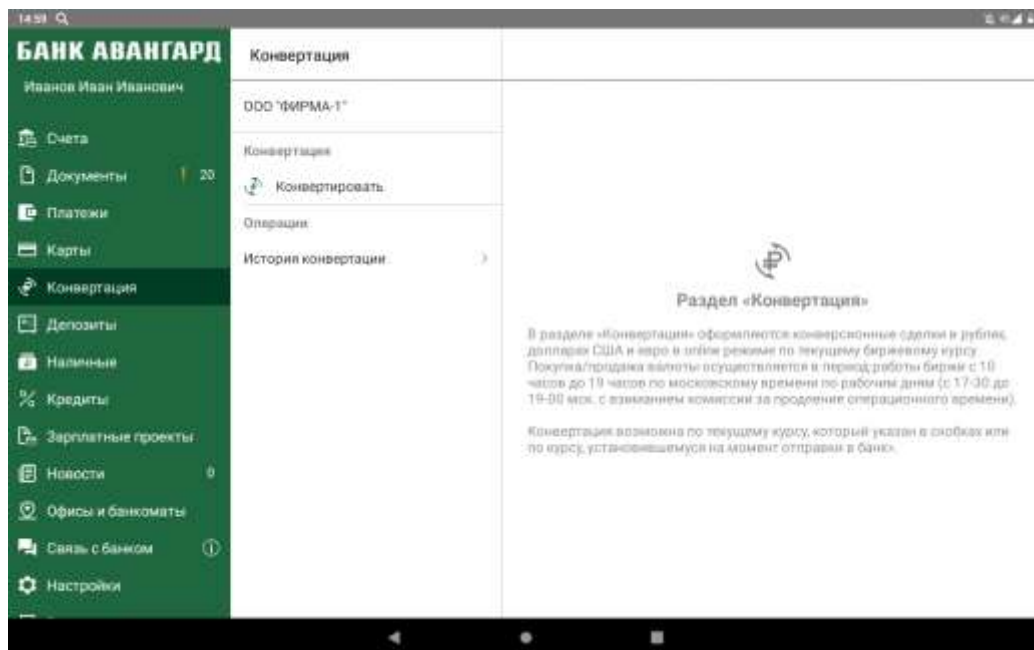 14:59
БАНК АВАНГАРД
Иванов Иван Иванович
Счета
Документы ! 20
Платежи
Карты
Конвертация
Депозиты
Наличные
Кредиты
Зарплатные проекты
Новости 0
Офисы и банкоматы
Связь с банком
Настройки
Конвертация
ООО "ФИРМА-1"
Конвертация
Конвертировать
Операции
История конвертации
Раздел «Конвертация»
В разделе «Конвертация» оформляются конверсионные сделки в рублях,
долларах США и евро в online режиме по текущему биржевому курсу.
Покупка/продажа валюты осуществляется в период работы биржи с 10
часов до 19 часов по московскому времени по рабочим дням (с 17-30 до
19-00 мск. с взиманием комиссии за продление операционного времени).
Конвертация возможна по текущему курсу, который указан в скобках или
по курсу, установившемуся на момент отправки в банк».